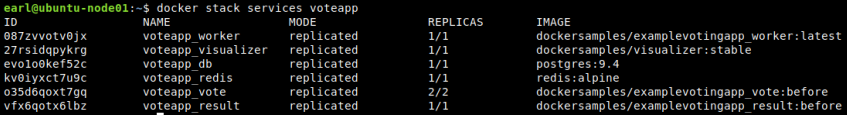 earl@ubuntu-node01:~$ docker stack services voteapp
ID NAME MODE REPLICAS IMAGE
087zvvotv0jx voteapp_worker replicated 1/1 dockersamples/examplevotingapp_worker:latest
27rsidqpykrg voteapp_visualizer replicated 1/1 dockersamples/visualizer:stable
evo1o0kef52c voteapp_db replicated 1/1 postgres:9.4
kv0iyxct7u9c voteapp_redis replicated 1/1 redis:alpine
o35d6qoxt7gq voteapp_vote replicated 2/2 dockersamples/examplevotingapp_vote:before
vfx6qotx6lbz voteapp_result replicated 1/1 dockersamples/examplevotingapp_result:before